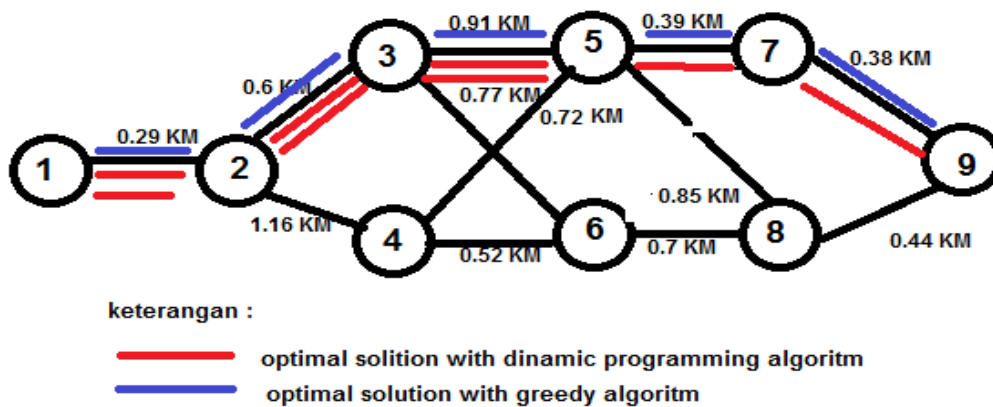 0.91 KM
0.39 KM
3
5
7
0.6 KM
0.77 KM
0.38 KM
0.29 KM
0.72 KM
1
2
9
1.16 KM
4
0.52 KM
6
0.7 KM
0.85 KM
8
0.44 KM
keterangan :
optimal solition with dinamic programming algoritm
optimal solution with greedy algoritm